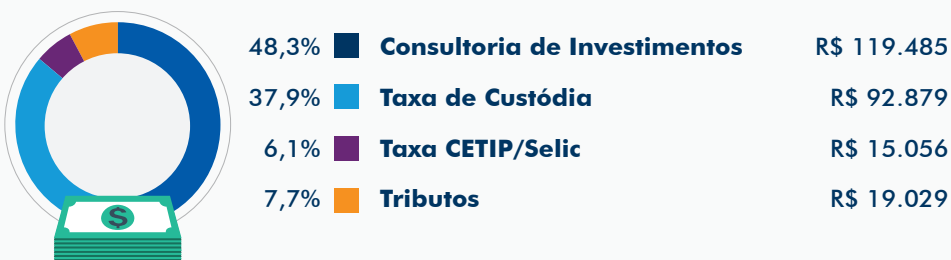 48,3% Consultoria de Investimentos R$ 119.485
37,9% Taxa de Custódia R$ 92.879
6,1% Taxa CETIP/Selic R$ 15.056
7,7% Tributos R$ 19.029
$